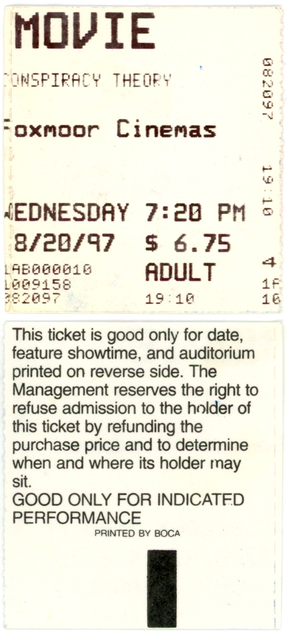 MOVIE
CONSPIRACY THEORY
Foxmoor Cinemas
WEDNESDAY 7:20 PM
8/20/97 $ 6.75
1AB000010 ADULT
1009158
082097 19:10
082097 19:10
4
1A
10
This ticket is good only for date,
feature showtime, and auditorium
printed on reverse side. The
Management reserves the right to
refuse admission to the holder of
this ticket by refunding the
purchase price and to determine
when and where its holder may
sit.
GOOD ONLY FOR INDICATED
PERFORMANCE
PRINTED BY BOCA